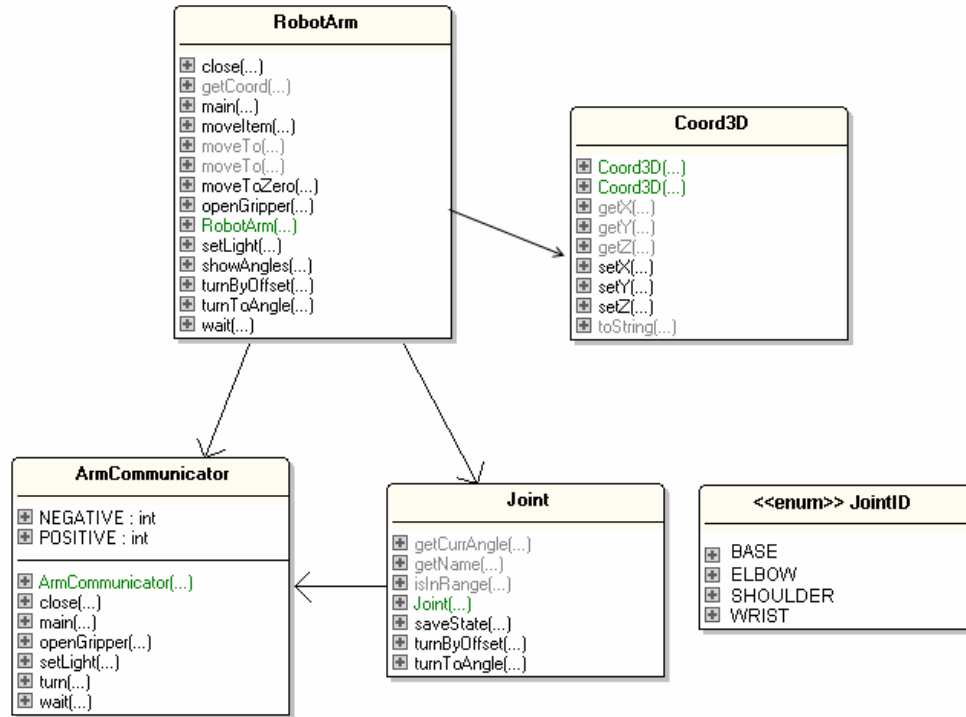 RobotArm
close(...)
getCoord(...)
main(...)
moveItem(...)
moveTo(...)
moveTo(...)
moveToZero(...)
openGripper(...)
RobotArm(...)
setLight(...)
showAngles(...)
turnByOffset(...)
turnToAngle(...)
wait(...)
Coord3D
Coord3D(...)
Coord3D(...)
getX(...)
getY(...)
getZ(...)
setX(...)
setY(...)
setZ(...)
toString(...)
ArmCommunicator
NEGATIVE : int
POSITIVE : int
ArmCommunicator(...)
close(...)
main(...)
openGripper(...)
setLight(...)
turn(...)
wait(...)
Joint
getCurrAngle(...)
getName(...)
isInRange(...)
Joint(...)
saveState(...)
turnByOffset(...)
turnToAngle(...)
<<enum>> JointID
BASE
ELBOW
SHOULDER
WRIST